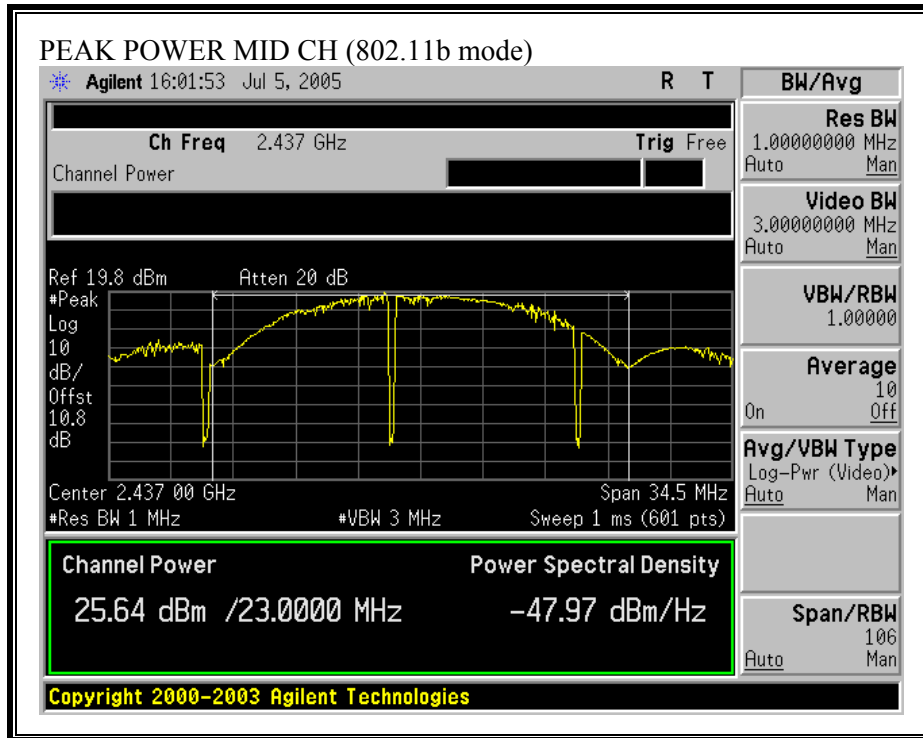 PEAK POWER MID CH (802.11b mode)
Agilent 16:01:53 Jul 5, 2005 R T
Ch Freq 2.437 GHz Trig Free
Channel Power
Ref 19.8 dBm Atten 20 dB
#Peak
Log
10
dB/
Offst
10.8
dB
Center 2.437 00 GHz Span 34.5 MHz
#Res BW 1 MHz #VBW 3 MHz Sweep 1 ms (601 pts)
Channel Power Power Spectral Density
25.64 dBm /23.0000 MHz -47.97 dBm/Hz
Copyright 2000-2003 Agilent Technologies
BW/Avg
Res BW
1.00000000 MHz
Auto Man
Video BW
3.00000000 MHz
Auto Man
VBW/RBW
1.00000
Average
10
On Off
Avg/VBW Type
Log-Pwr (Video)▸
Auto Man
Span/RBW
106
Auto Man